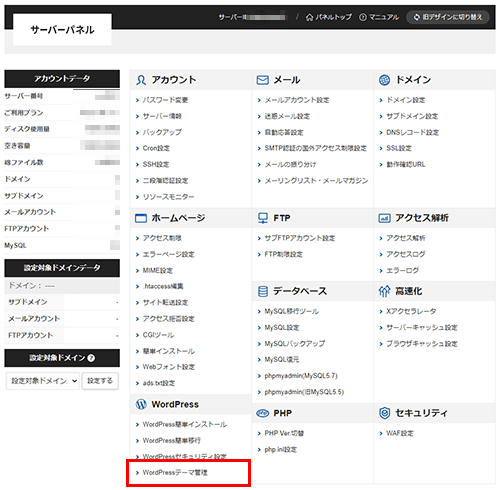 サーバーパネル
サーバーID / パネルトップ マニュアル 旧デザインに切り替え
アカウントデータ
サーバー番号
ご利用プラン
ディスク使用量
空き容量
総ファイル数
ドメイン
サブドメイン
メールアカウント
FTPアカウント
MySQL
設定対象ドメインデータ
ドメイン： ----
サブドメイン -
メールアカウント -
FTPアカウント -
設定対象ドメイン ?
設定対象ドメイン 設定する
アカウント
パスワード変更
サーバー情報
バックアップ
Cron設定
SSH設定
二段階認証設定
リソースモニター
メール
メールアカウント設定
迷惑メール設定
自動応答設定
SMTP認証の国外アクセス制限設定
メールの振り分け
メーリングリスト・メールマガジン
ドメイン
ドメイン設定
サブドメイン設定
DNSレコード設定
SSL設定
動作確認URL
ホームページ
アクセス制限
エラーページ設定
MIME設定
.htaccess編集
サイト転送設定
アクセス拒否設定
CGIツール
簡単インストール
Webフォント設定
ads.txt設定
FTP
サブFTPアカウント設定
FTP制限設定
アクセス解析
アクセス解析
アクセスログ
エラーログ
データベース
MySQL移行ツール
MySQL設定
MySQLバックアップ
MySQL復元
phpmyadmin(MySQL5.7)
phpmyadmin(旧MySQL5.5)
高速化
Xアクセラレータ
サーバーキャッシュ設定
ブラウザキャッシュ設定
WordPress
WordPress簡単インストール
WordPress簡単移行
WordPressセキュリティ設定
WordPressテーマ管理
PHP
PHP Ver.切替
php.ini設定
セキュリティ
WAF設定